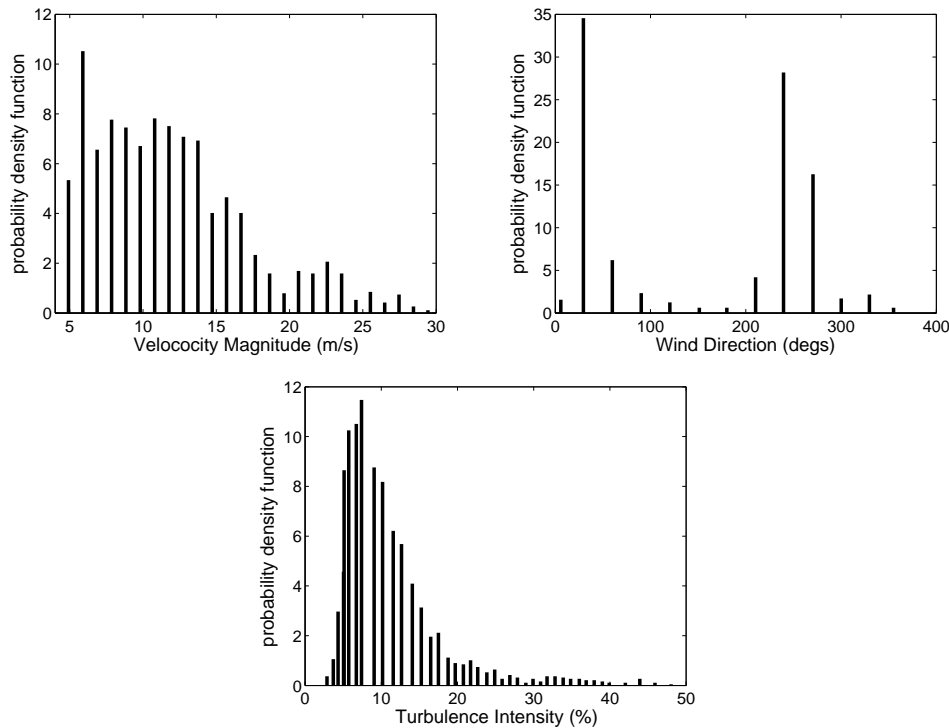 probability density function
12
10
8
6
4
2
0
5 10 15 20 25 30
Velococity Magnitude (m/s)
probability density function
35
30
25
20
15
10
5
0
0 100 200 300 400
Wind Direction (degs)
probability density function
12
10
8
6
4
2
0
0 10 20 30 40 50
Turbulence Intensity (%)